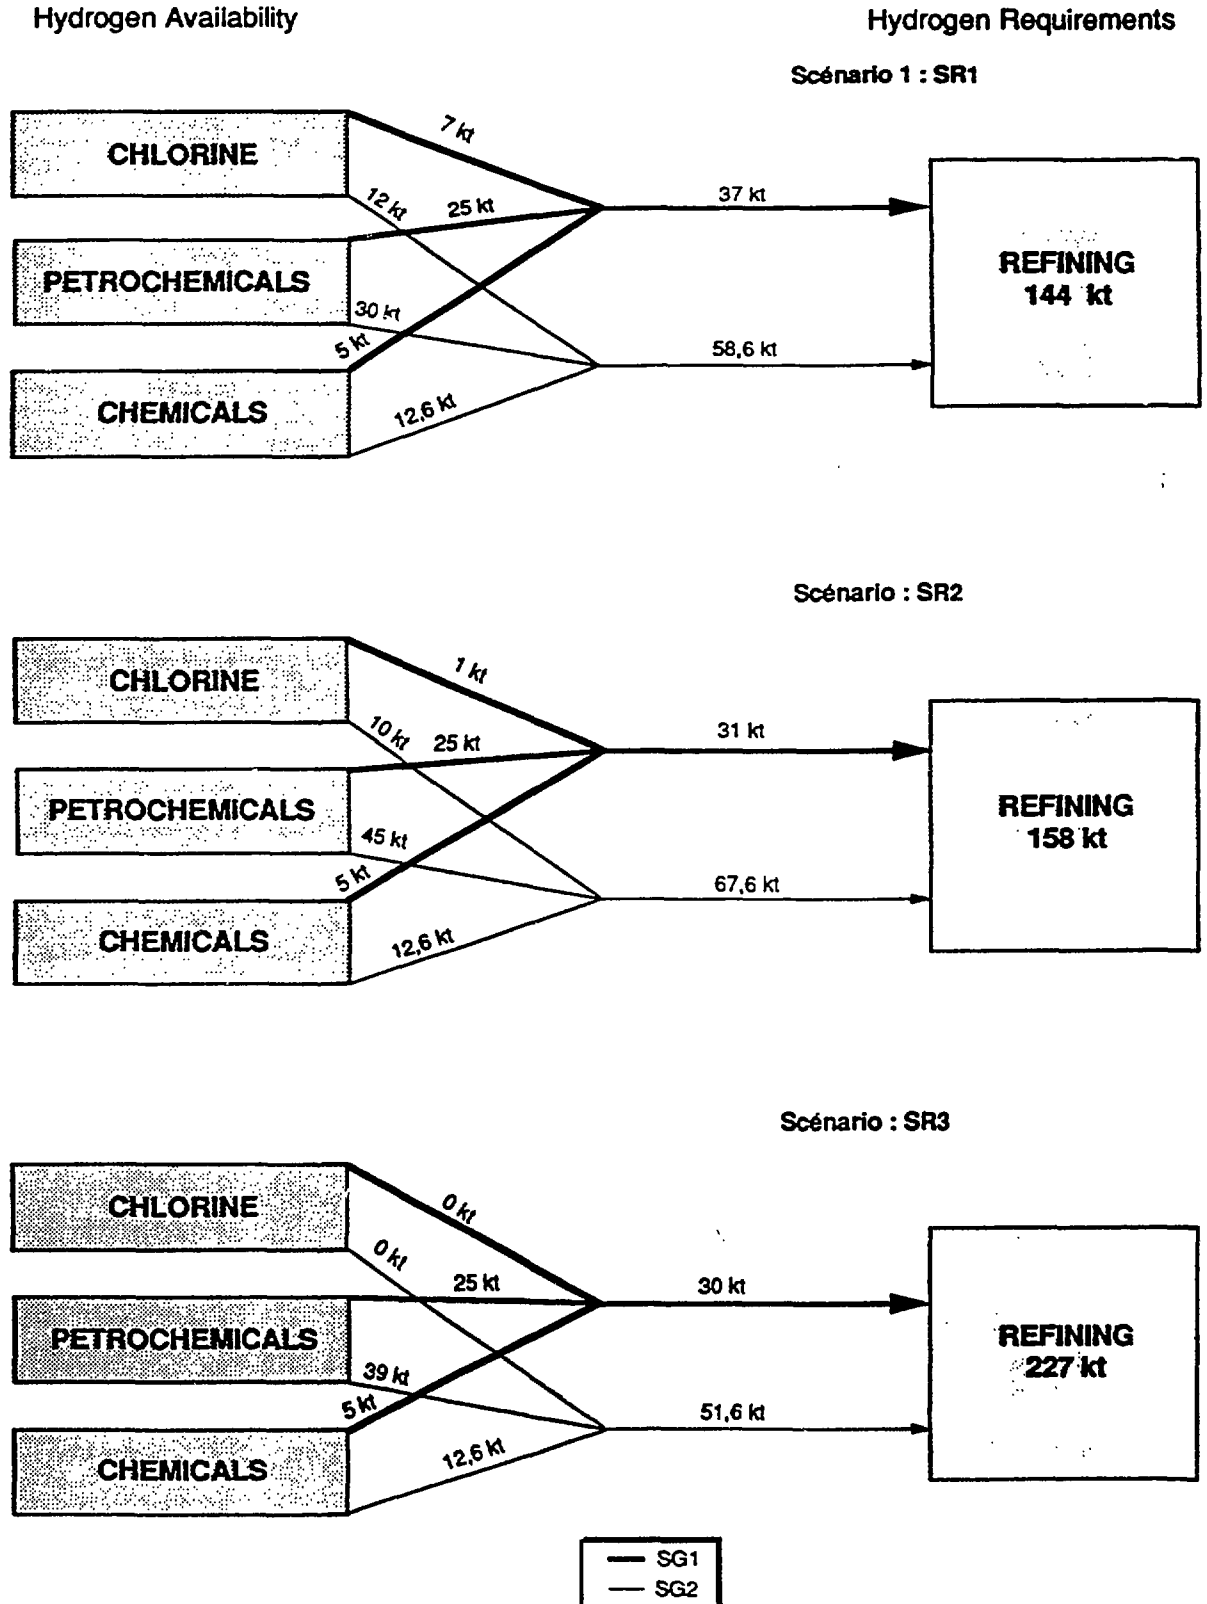 Hydrogen Availability
Hydrogen Requirements
Scénario 1 : SR1
CHLORINE
7 kt
12 kt
25 kt
37 kt
PETROCHEMICALS
30 kt
5 kt
58,6 kt
CHEMICALS
12,6 kt
REFINING
144 kt
Scénario : SR2
CHLORINE
1 kt
10 kt
25 kt
31 kt
PETROCHEMICALS
45 kt
5 kt
67,6 kt
CHEMICALS
12,6 kt
REFINING
158 kt
Scénario : SR3
CHLORINE
0 kt
0 kt
25 kt
30 kt
PETROCHEMICALS
39 kt
5 kt
51,6 kt
CHEMICALS
12,6 kt
REFINING
227 kt
SG1
SG2